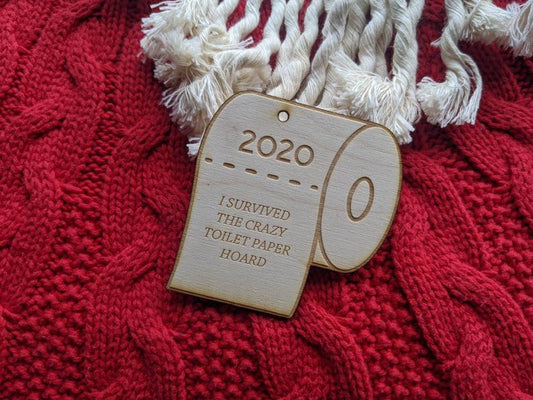 2020
I SURVIVED
THE CRAZY
TOILET PAPER
HOARD